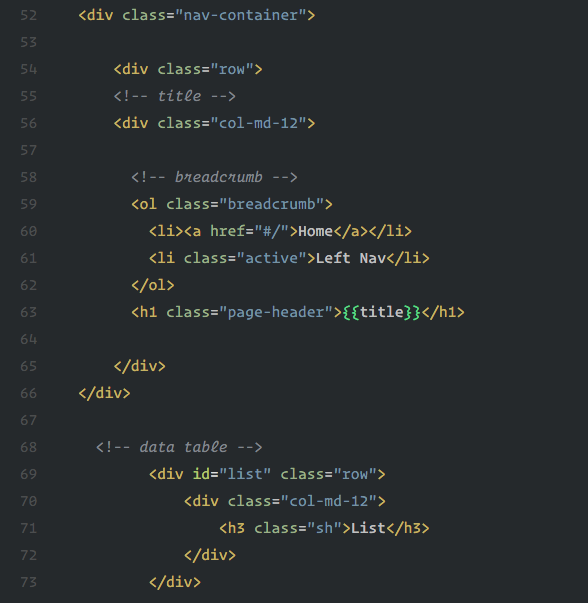 52 <div class="nav-container">
53
54 <div class="row">
55 <!-- title -->
56 <div class="col-md-12">
57
58 <!-- breadcrumb -->
59 <ol class="breadcrumb">
60 <li><a href="#/">Home</a></li>
61 <li class="active">Left Nav</li>
62 </ol>
63 <h1 class="page-header">{{title}}</h1>
64
65 </div>
66 </div>
67
68 <!-- data table -->
69 <div id="list" class="row">
70 <div class="col-md-12">
71 <h3 class="sh">List</h3>
72 </div>
73 </div>